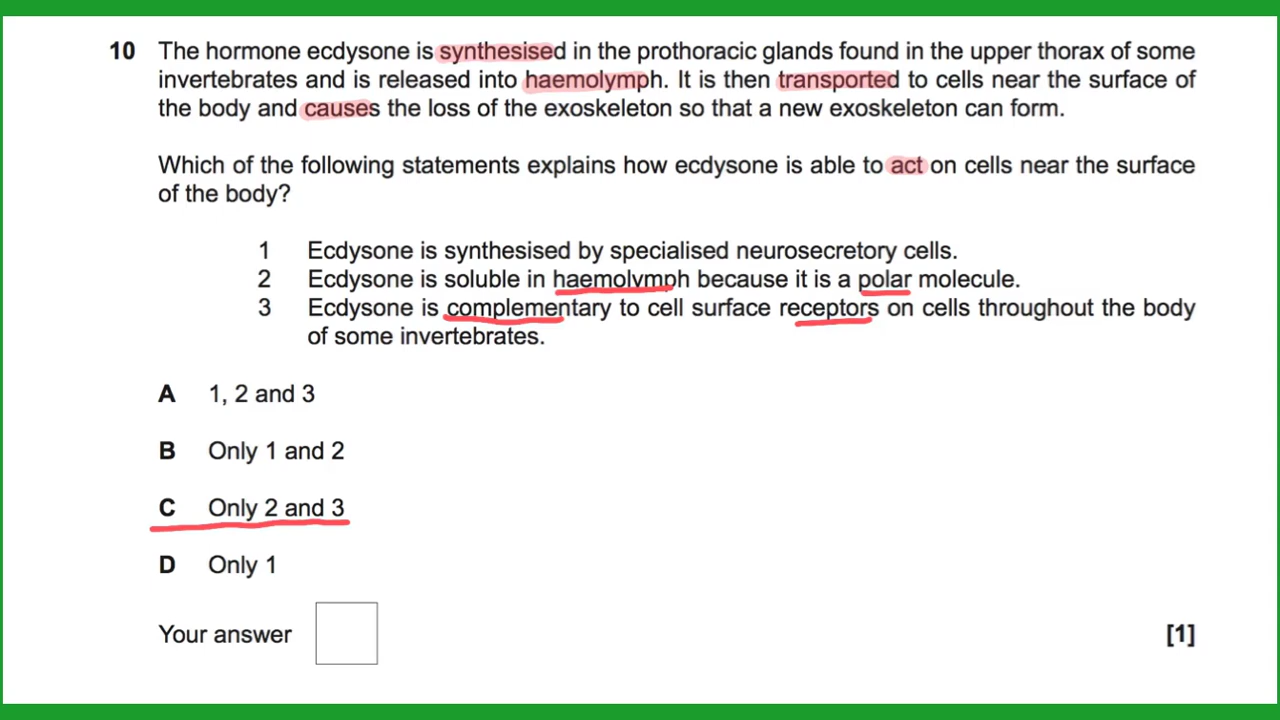 10 The hormone ecdysone is synthesised in the prothoracic glands found in the upper thorax of some
invertebrates and is released into haemolymph. It is then transported to cells near the surface of
the body and causes the loss of the exoskeleton so that a new exoskeleton can form.
Which of the following statements explains how ecdysone is able to act on cells near the surface
of the body?
1 Ecdysone is synthesised by specialised neurosecretory cells.
2 Ecdysone is soluble in haemolymph because it is a polar molecule.
3 Ecdysone is complementary to cell surface receptors on cells throughout the body
of some invertebrates.
A 1, 2 and 3
B Only 1 and 2
C Only 2 and 3
D Only 1
Your answer [1]